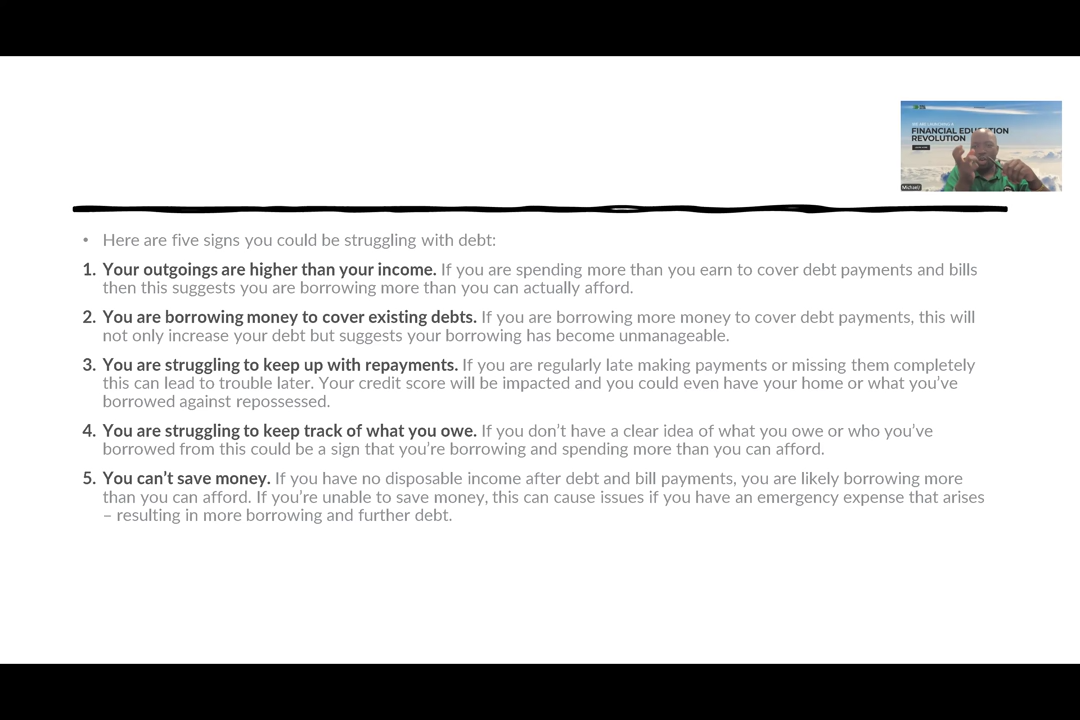 WE ARE LAUNCHING A
FINANCIAL EDUCATION
REVOLUTION
Michael J
• Here are five signs you could be struggling with debt:
1. Your outgoings are higher than your income. If you are spending more than you earn to cover debt payments and bills
then this suggests you are borrowing more than you can actually afford.
2. You are borrowing money to cover existing debts. If you are borrowing more money to cover debt payments, this will
not only increase your debt but suggests your borrowing has become unmanageable.
3. You are struggling to keep up with repayments. If you are regularly late making payments or missing them completely
this can lead to trouble later. Your credit score will be impacted and you could even have your home or what you’ve
borrowed against repossessed.
4. You are struggling to keep track of what you owe. If you don’t have a clear idea of what you owe or who you’ve
borrowed from this could be a sign that you’re borrowing and spending more than you can afford.
5. You can’t save money. If you have no disposable income after debt and bill payments, you are likely borrowing more
than you can afford. If you’re unable to save money, this can cause issues if you have an emergency expense that arises
– resulting in more borrowing and further debt.